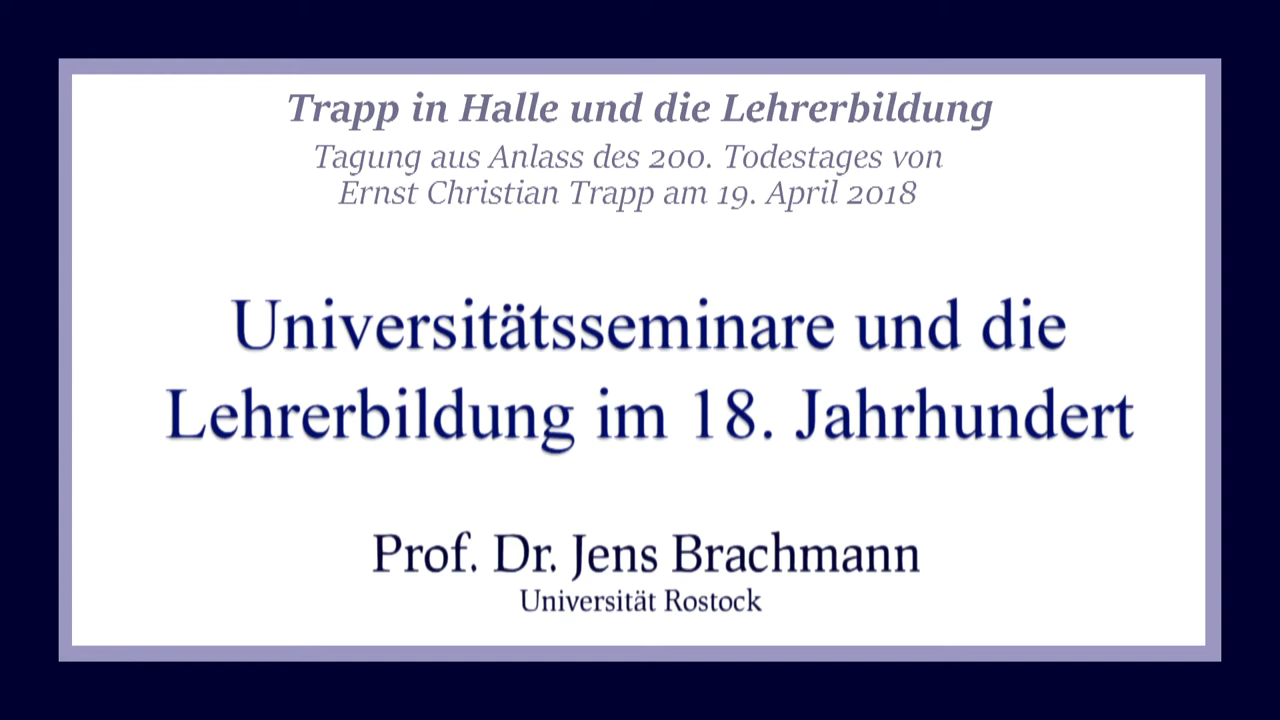 Trapp in Halle und die Lehrerbildung
Tagung aus Anlass des 200. Todestages von
Ernst Christian Trapp am 19. April 2018
Universitätsseminare und die
Lehrerbildung im 18. Jahrhundert
Prof. Dr. Jens Brachmann
Universität Rostock